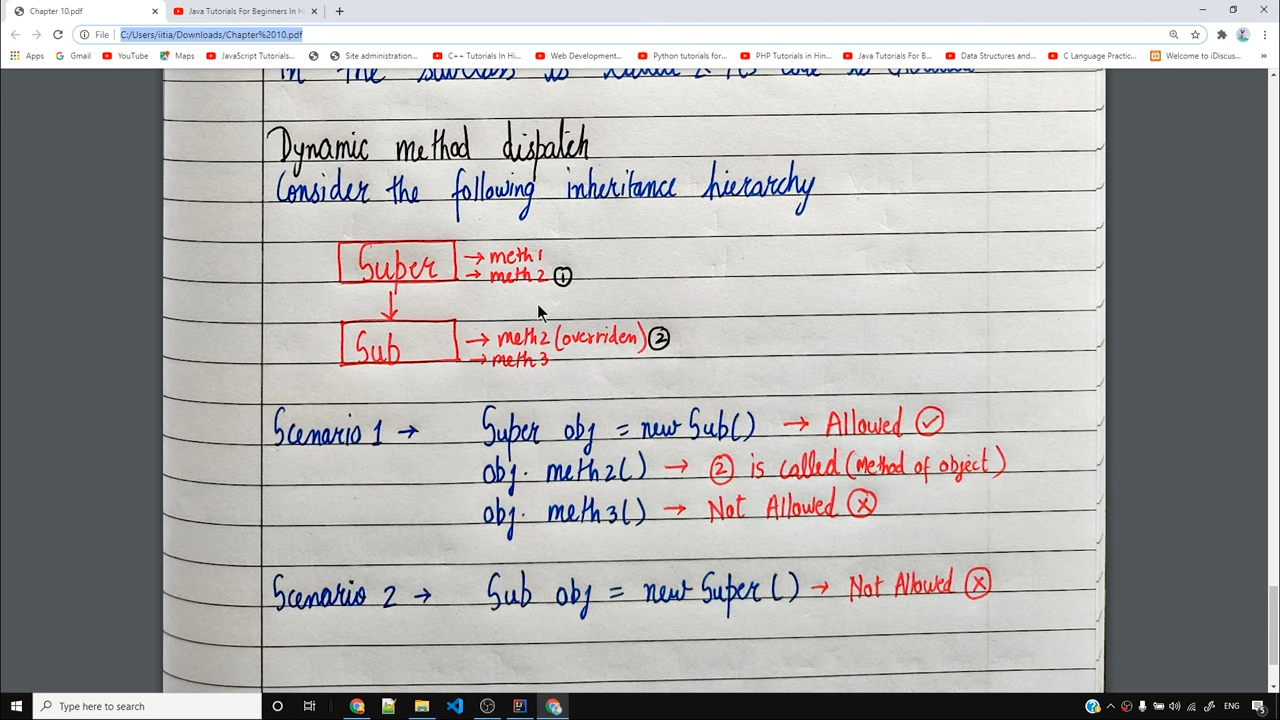 Chapter 10.pdf
Java Tutorials For Beginners In H
File
C:/Users/iitia/Downloads/Chapter%2010.pdf
Apps
Gmail
YouTube
Maps
JavaScript Tutorials...
Site administration...
C++ Tutorials In Hi...
Web Development...
Python tutorials for...
PHP Tutorials in Hin...
Java Tutorials For B...
Data Structures and...
C Language Practic...
Welcome to iDiscus...
Dynamic method dispatch
Consider the following inheritance hierarchy
Super → meth1
→ meth2 ①
Sub → meth2 (overriden) ②
→ meth3
Scenario 1 → Super obj = new Sub() → Allowed ✓
obj. meth2() → ② is called (Method of object)
obj. meth3() → Not Allowed ⓧ
Scenario 2 → Sub obj = new Super() → Not Allowed ⓧ
Type here to search
ENG